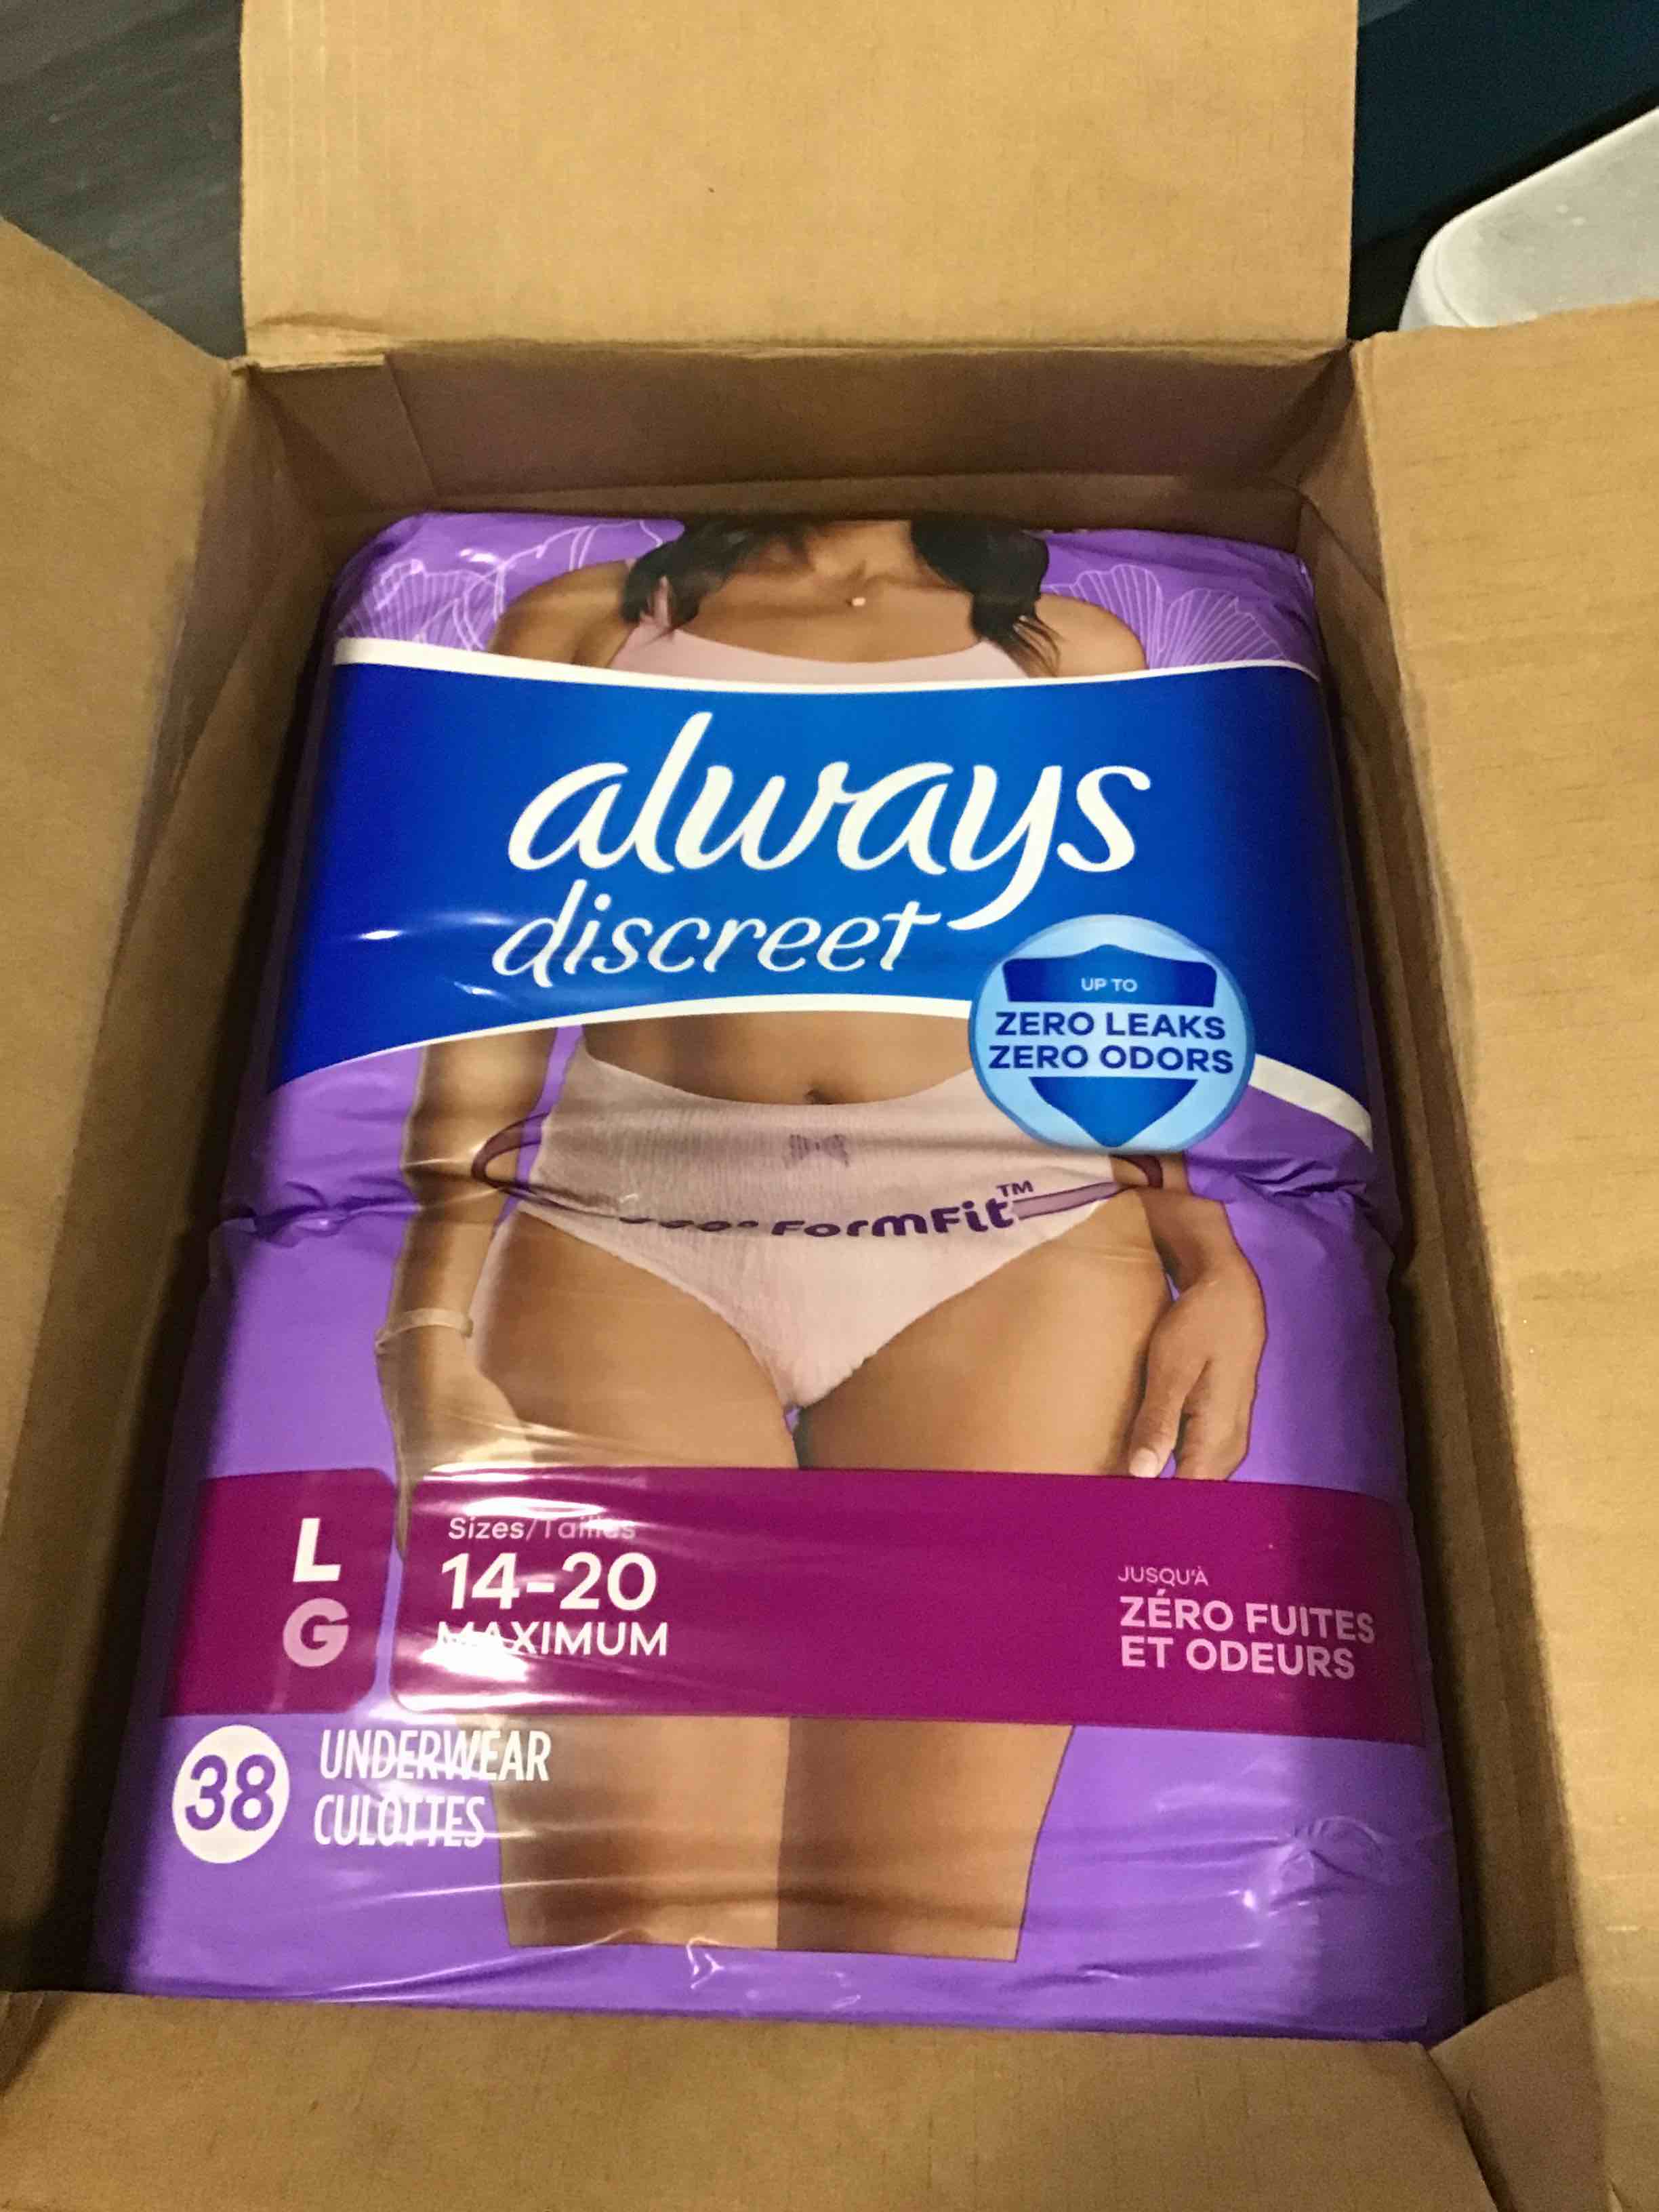 always
discreet
UP TO
ZERO LEAKS
ZERO ODORS
FormFit™
L
G
Sizes/Tailles
14-20
MAXIMUM
JUSQU'À
ZÉRO FUITES
ET ODEURS
38
UNDERWEAR
CULOTTES